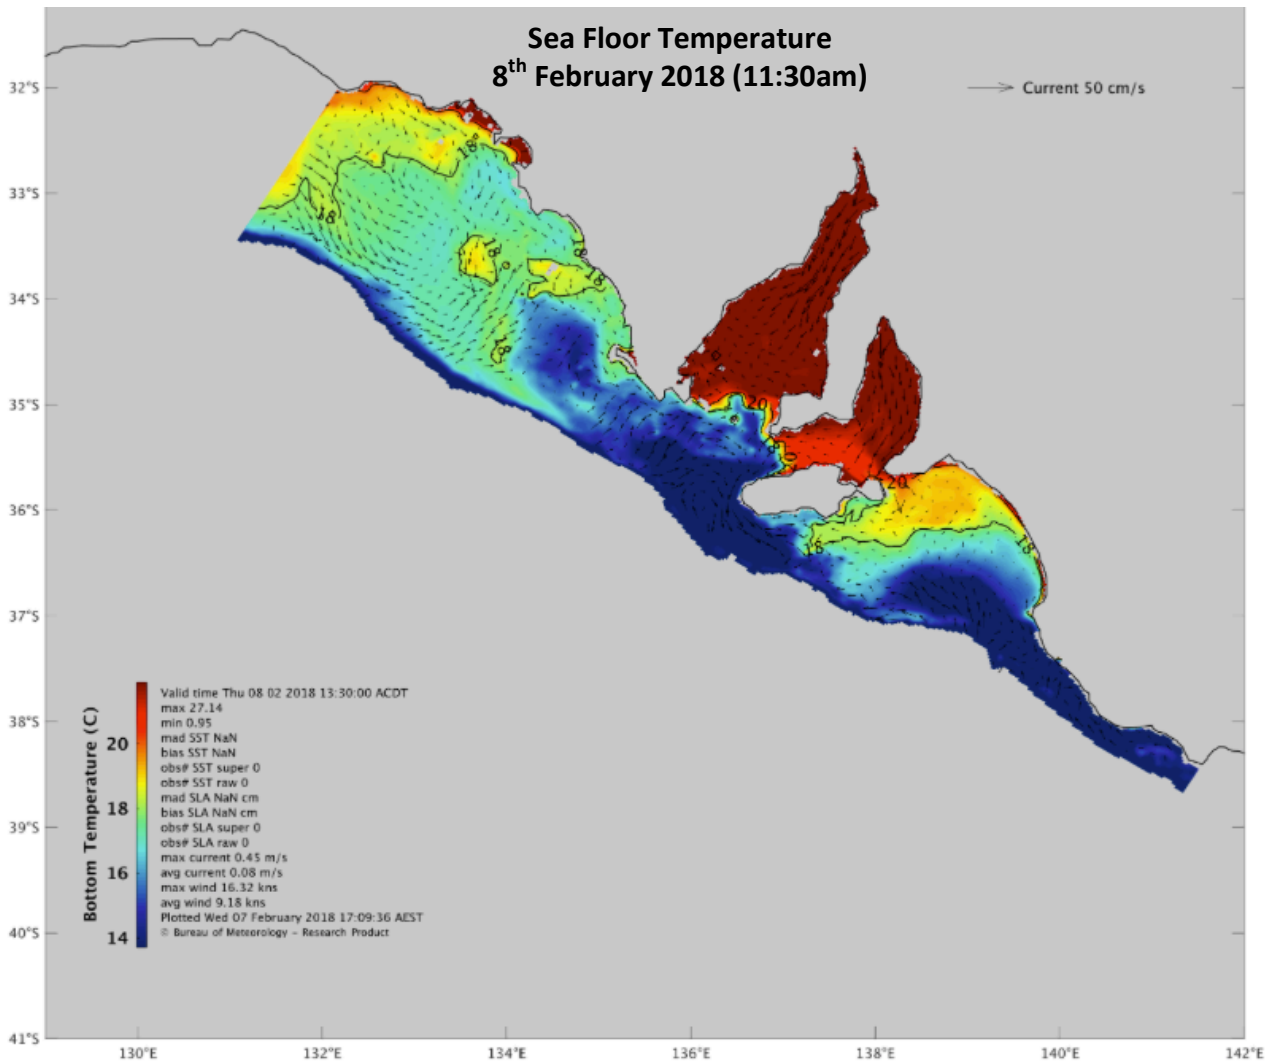 Sea Floor Temperature
8th February 2018 (11:30am)
Current 50 cm/s
32°S
33°S
34°S
35°S
36°S
37°S
38°S
39°S
40°S
41°S
18
18
18
18
18
18
20
20
18
18
Bottom Temperature (C)
20
18
16
14
Valid time Thu 08 02 2018 13:30:00 ACDT
max 27.14
min 0.95
mad SST NaN
bias SST NaN
obs# SST super 0
obs# SST raw 0
mad SLA NaN cm
bias SLA NaN cm
obs# SLA super 0
obs# SLA raw 0
max current 0.45 m/s
avg current 0.08 m/s
max wind 16.32 kns
avg wind 9.18 kns
Plotted Wed 07 February 2018 17:09:36 AEST
© Bureau of Meteorology – Research Product
130°E
132°E
134°E
136°E
138°E
140°E
142°E